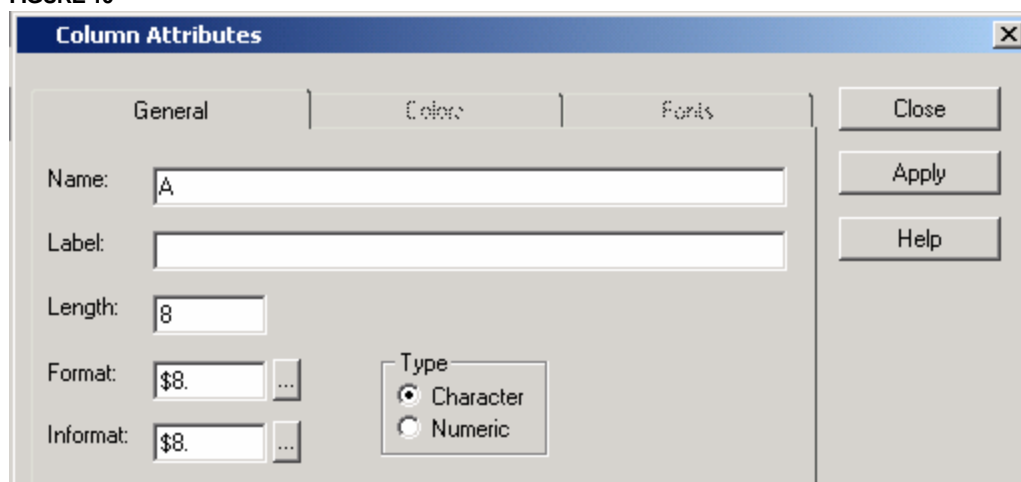 Column Attributes
General Colors Fonts
Close
Name: A
Apply
Label:
Help
Length: 8
Format: $8. ...
Type
Character
Informat: $8. ...
Numeric